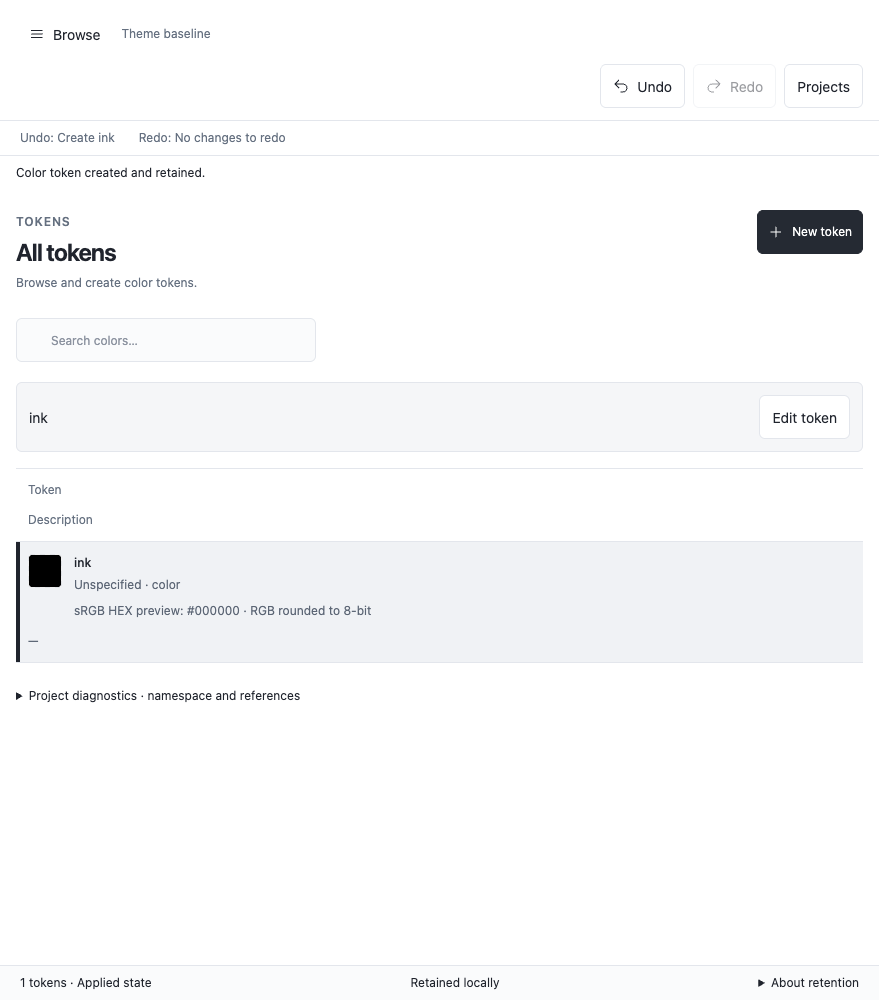 Browse Theme baseline
Undo Redo Projects
Undo: Create ink Redo: No changes to redo
Color token created and retained.
TOKENS
All tokens
New token
Browse and create color tokens.
Search colors...
ink Edit token
Token
Description
ink
Unspecified · color
sRGB HEX preview: #000000 · RGB rounded to 8-bit
—
Project diagnostics · namespace and references
1 tokens · Applied state Retained locally About retention